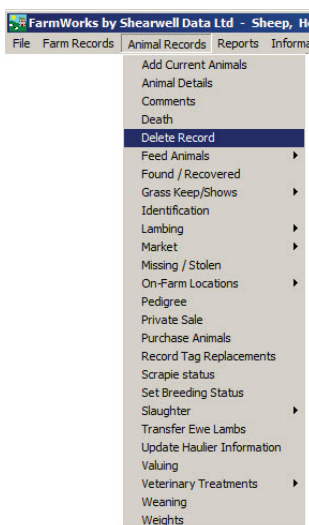 FarmWorks by Shearwell Data Ltd - Sheep,
File Farm Records Animal Records Reports
Add Current Animals
Animal Details
Comments
Death
Delete Record
Feed Animals
Found / Recovered
Grass Keep/Shows
Identification
Lambing
Market
Missing / Stolen
On-Farm Locations
Pedigree
Private Sale
Purchase Animals
Record Tag Replacements
Scrapie status
Set Breeding Status
Slaughter
Transfer Ewe Lambs
Update Haulier Information
Valuing
Veterinary Treatments
Weaning
Weights